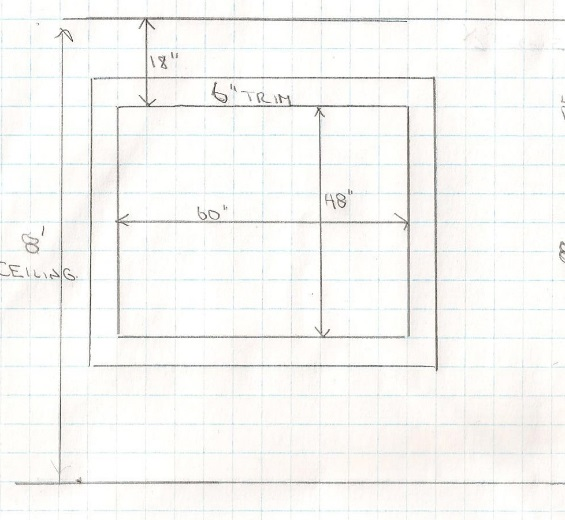 18"
6" TRIM
48"
60"
8'
CEILING